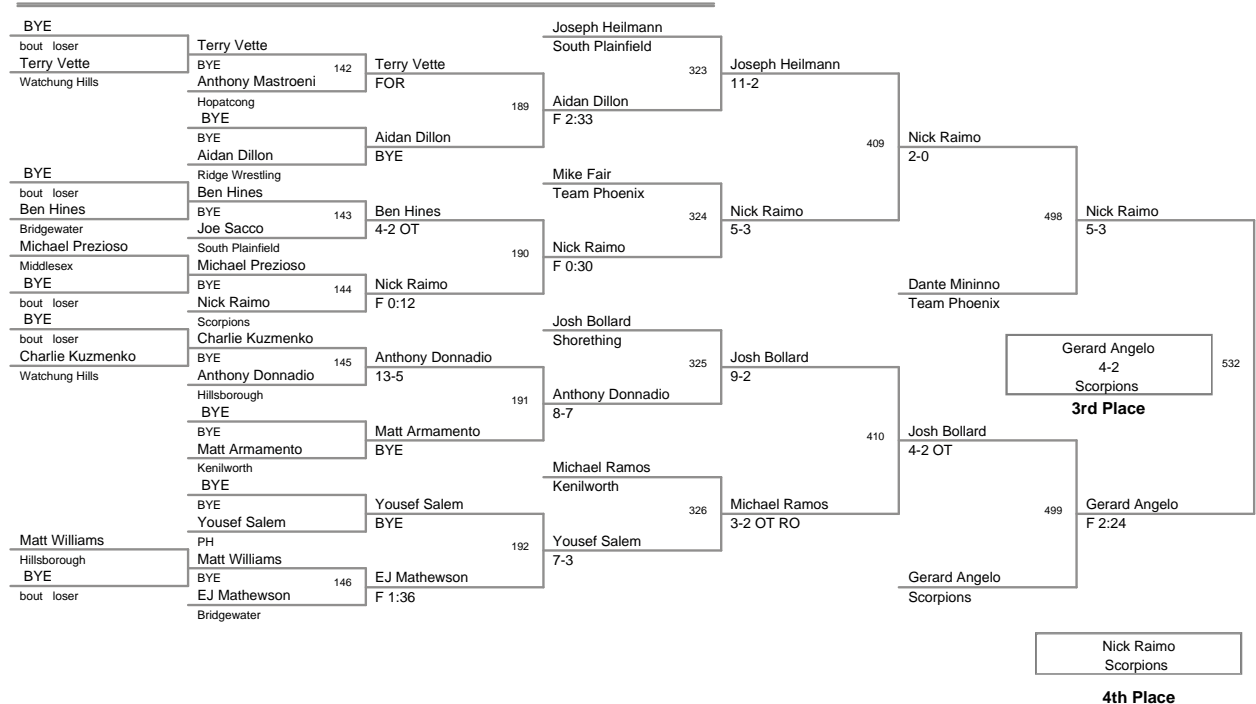 BYE
bout loser
Terry Vette
Watchung Hills
BYE
bout loser
Ben Hines
Bridgewater
Michael Prezioso
Middlesex
BYE
bout loser
BYE
bout loser
Charlie Kuzmenko
Watchung Hills
Matt Williams
Hillsborough
BYE
bout loser
Terry Vette
BYE
142
Anthony Mastroeni
Hopatcong
BYE
BYE
Aidan Dillon
Ridge Wrestling
Ben Hines
BYE
143
Joe Sacco
South Plainfield
Michael Prezioso
BYE
144
Nick Raimo
Scorpions
Charlie Kuzmenko
BYE
145
Anthony Donnadio
Hillsborough
BYE
BYE
Matt Armamento
Kenilworth
BYE
BYE
Yousef Salem
PH
Matt Williams
BYE
146
EJ Mathewson
Bridgewater
Terry Vette
FOR
189
Aidan Dillon
BYE
Ben Hines
4-2 OT
190
Nick Raimo
F 0:12
Anthony Donnadio
13-5
191
Matt Armamento
BYE
Yousef Salem
BYE
192
EJ Mathewson
F 1:36
Joseph Heilmann
South Plainfield
323
Aidan Dillon
F 2:33
Mike Fair
Team Phoenix
324
Nick Raimo
F 0:30
Josh Bollard
Shorething
325
Anthony Donnadio
8-7
Michael Ramos
Kenilworth
326
Yousef Salem
7-3
Joseph Heilmann
11-2
409
Nick Raimo
5-3
Josh Bollard
9-2
410
Michael Ramos
3-2 OT RO
Nick Raimo
2-0
498
Dante Mininno
Team Phoenix
Josh Bollard
4-2 OT
499
Gerard Angelo
Scorpions
Nick Raimo
5-3
Gerard Angelo
4-2
Scorpions
532
3rd Place
Gerard Angelo
F 2:24
Nick Raimo
Scorpions
4th Place